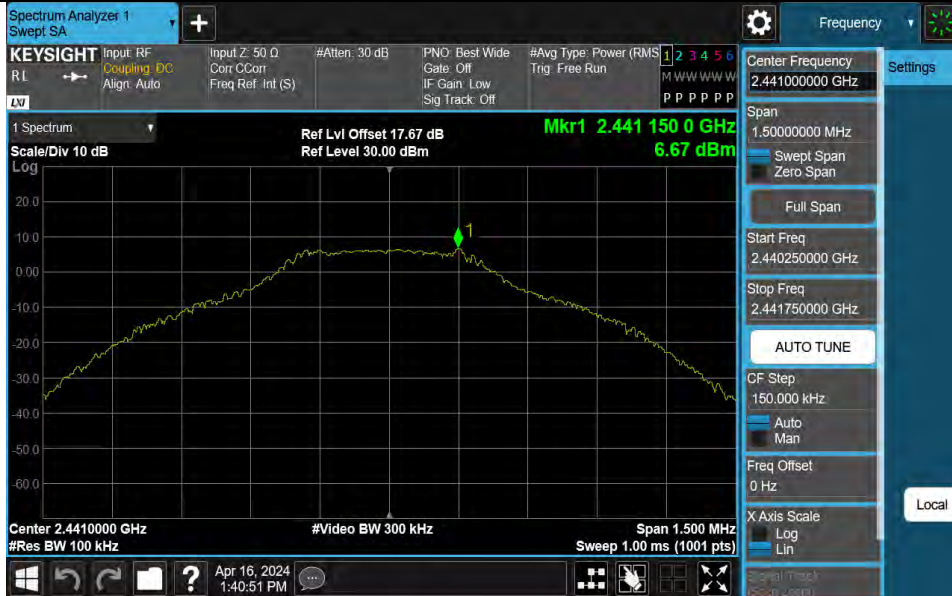 Spectrum Analyzer 1
Swept SA
+
Frequency
KEYSIGHT
RL
LXI
Input: RF
Coupling: DC
Align: Auto
Input Z: 50 Ω
Corr CCorr
Freq Ref: Int (S)
#Atten: 30 dB
PNO: Best Wide
Gate: Off
IF Gain: Low
Sig Track: Off
#Avg Type: Power (RMS
Trig: Free Run
1 2 3 4 5 6
M W W W W W
P P P P P P
1 Spectrum
Scale/Div 10 dB
Log
Ref Lvl Offset 17.67 dB
Ref Level 30.00 dBm
Mkr1 2.441 150 0 GHz
6.67 dBm
20.0
10.0
0.00
-10.0
-20.0
-30.0
-40.0
-50.0
-60.0
1
Center 2.4410000 GHz
#Res BW 100 kHz
#Video BW 300 kHz
Span 1.500 MHz
Sweep 1.00 ms (1001 pts)
?
Apr 16, 2024
1:40:51 PM
Center Frequency
2.441000000 GHz
Span
1.50000000 MHz
Swept Span
Zero Span
Full Span
Start Freq
2.440250000 GHz
Stop Freq
2.441750000 GHz
AUTO TUNE
CF Step
150.000 kHz
Auto
Man
Freq Offset
0 Hz
X Axis Scale
Log
Lin
Signal Track
Settings
Local